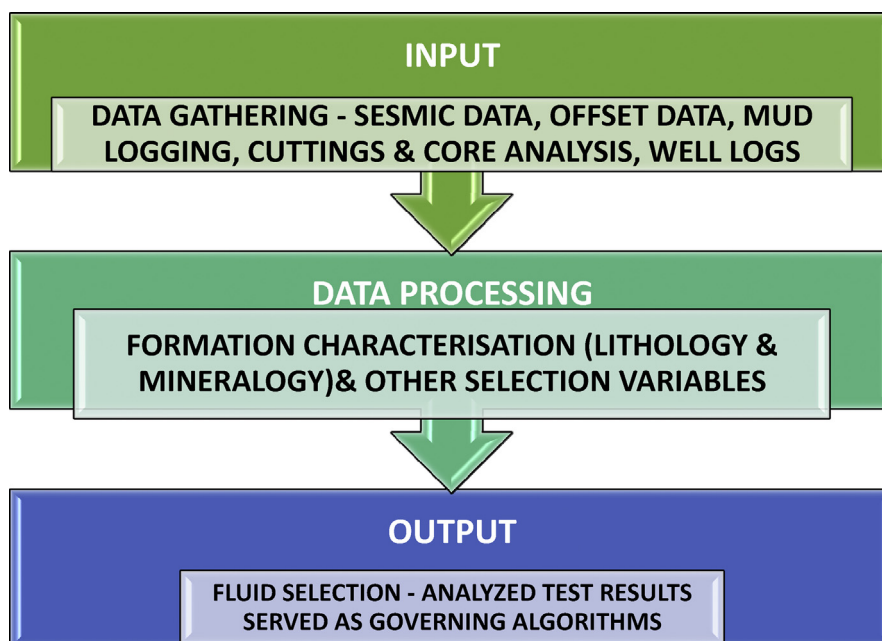 INPUT
DATA GATHERING - SESMIC DATA, OFFSET DATA, MUD
LOGGING, CUTTINGS & CORE ANALYSIS, WELL LOGS
DATA PROCESSING
FORMATION CHARACTERISATION (LITHOLOGY &
MINERALOGY)& OTHER SELECTION VARIABLES
OUTPUT
FLUID SELECTION - ANALYZED TEST RESULTS
SERVED AS GOVERNING ALGORITHMS